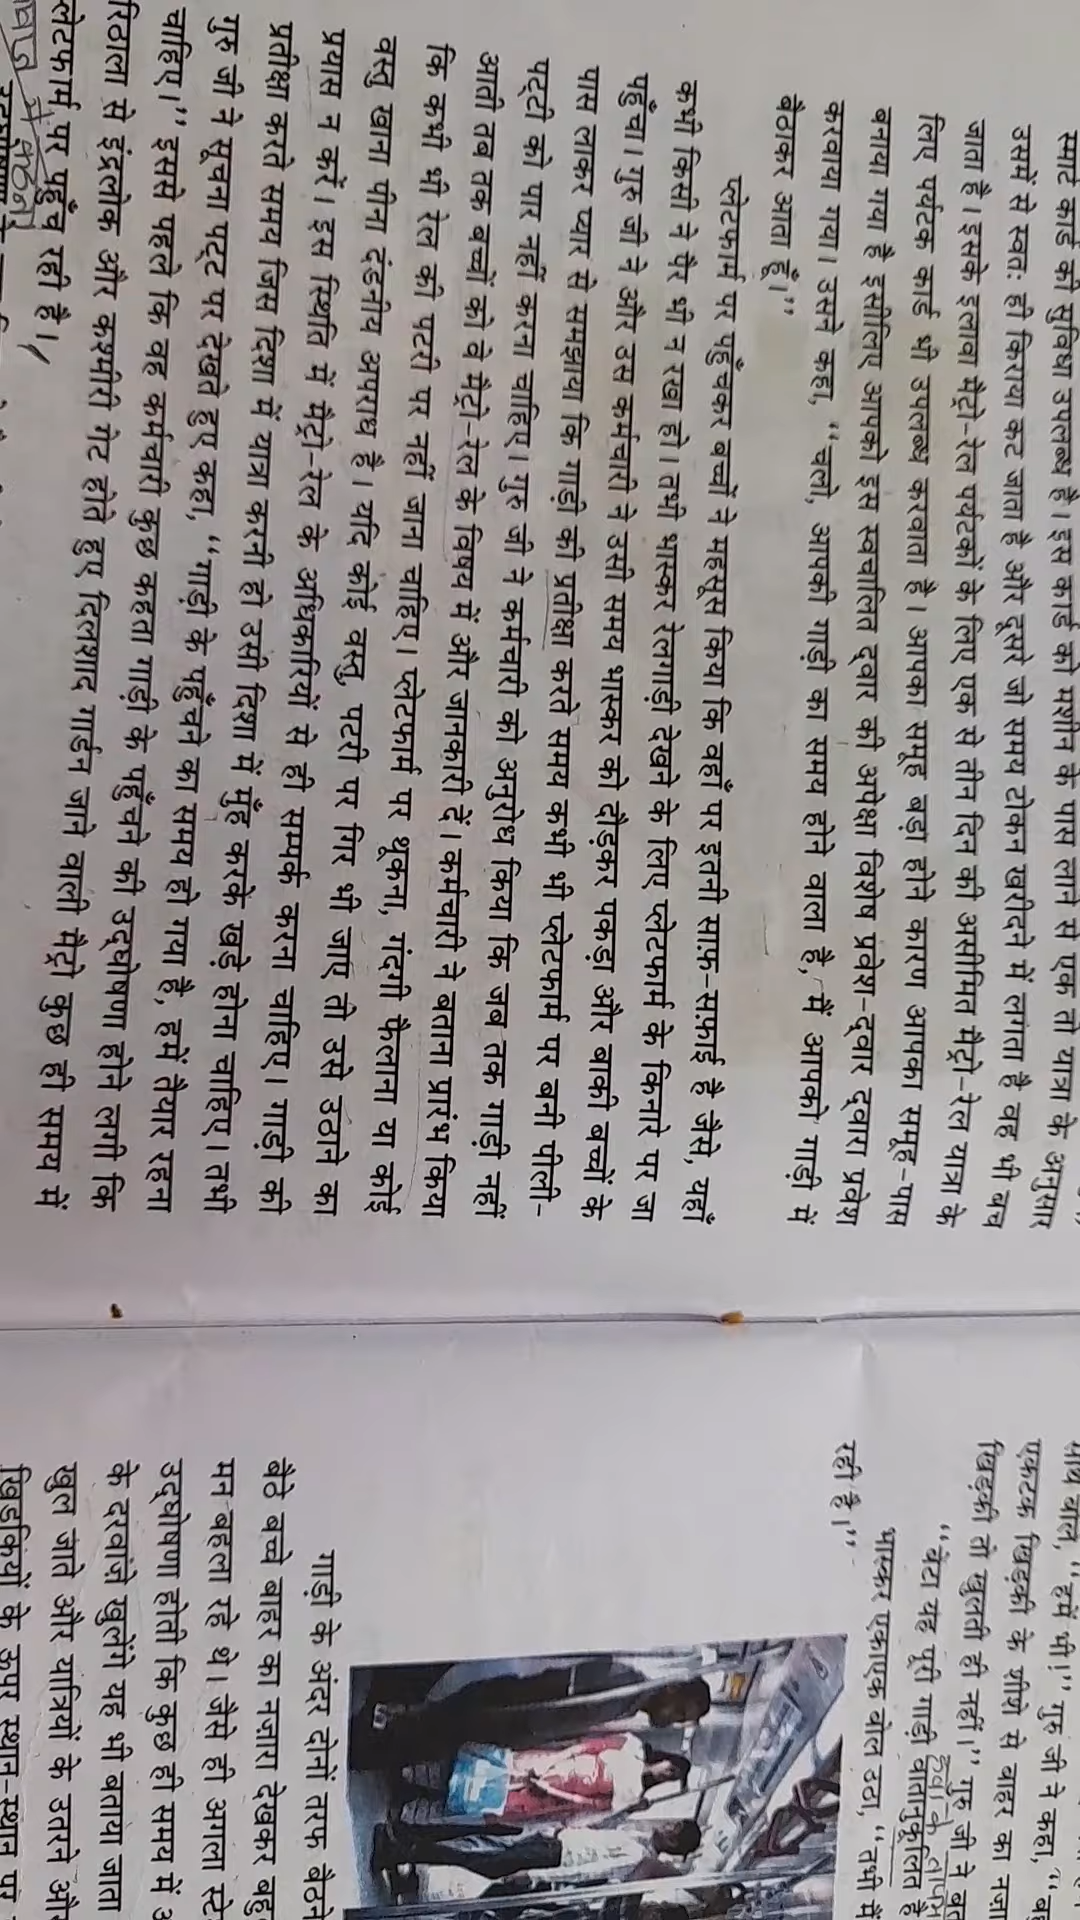 स्मार्ट कार्ड की सुविधा उपलब्ध है। इस कार्ड को मशीन के पास लाने से एक तो यात्रा के अनुसार
उसमें से स्वतः ही किराया कट जाता है और दूसरे जो समय टोकन खरीदने में लगता है वह भी बच
जाता है। इसके इलावा मैट्रो-रेल पर्यटकों के लिए एक से तीन दिन की असीमित मैट्रो-रेल यात्रा के
लिए पर्यटक कार्ड भी उपलब्ध करवाता है। आपका समूह बड़ा होने कारण आपका समूह-पास
बनाया गया है इसीलिए आपको इस स्वचालित द्वार की अपेक्षा विशेष प्रवेश-द्वार द्वारा प्रवेश
करवाया गया। उसने कहा, “चलो, आपकी गाड़ी का समय होने वाला है, मैं आपको गाड़ी में
बैठाकर आता हूँ।”
प्लेटफार्म पर पहुँचकर बच्चों ने महसूस किया कि वहाँ पर इतनी साफ़-सफ़ाई है जैसे, यहाँ
कभी किसी ने पैर भी न रखा हो। तभी भास्कर रेलगाड़ी देखने के लिए प्लेटफार्म के किनारे पर जा
पहुँचा। गुरु जी ने और उस कर्मचारी ने उसी समय भास्कर को दौड़कर पकड़ा और बाकी बच्चों के
पास लाकर प्यार से समझाया कि गाड़ी की प्रतीक्षा करते समय कभी भी प्लेटफार्म पर बनी पीली-
पट्टी को पार नहीं करना चाहिए। गुरु जी ने कर्मचारी को अनुरोध किया कि जब तक गाड़ी नहीं
आती तब तक बच्चों को वे मैट्रो-रेल के विषय में और जानकारी दें। कर्मचारी ने बताना प्रारंभ किया
कि कभी भी रेल की पटरी पर नहीं जाना चाहिए। प्लेटफार्म पर थूकना, गंदगी फैलाना या कोई
वस्तु खाना पीना दंडनीय अपराध है। यदि कोई वस्तु पटरी पर गिर भी जाए तो उसे उठाने का
प्रयास न करें। इस स्थिति में मैट्रो-रेल के अधिकारियों से ही सम्पर्क करना चाहिए। गाड़ी की
प्रतीक्षा करते समय जिस दिशा में यात्रा करनी हो उसी दिशा में मुँह करके खड़े होना चाहिए। तभी
गुरु जी ने सूचना पट्ट पर देखते हुए कहा, “गाड़ी के पहुँचने का समय हो गया है, हमें तैयार रहना
चाहिए।” इससे पहले कि वह कर्मचारी कुछ कहता गाड़ी के पहुँचने की उद्घोषणा होने लगी कि
रिठाला से इंद्रलोक और कश्मीरी गेट होते हुए दिलशाद गार्डन जाने वाली मैट्रो कुछ ही समय में
प्लेटफार्म पर पहुँच रही है।
साथ बोले, “हमें भी।” गुरु जी ने कहा,
एकटक खिड़की के शीशे से बाहर का
खिड़की तो खुलती ही नहीं।” गुरु जी ने
“बेटा यह पूरी गाड़ी वातानुकूलित है
भास्कर एकाएक बोल उठा, “तभी
रही है।”
गाड़ी के अंदर दोनों तरफ बैठने
बैठे बच्चे बाहर का नजारा देखकर
मन बहला रहे थे। जैसे ही अगला
उद्घोषणा होती कि कुछ ही समय में
के दरवाजे खुलेंगे यह भी बताया जाता
खुल जाते और यात्रियों के उतरने
खिड़कियों के ऊपर स्थान-स्थान पर